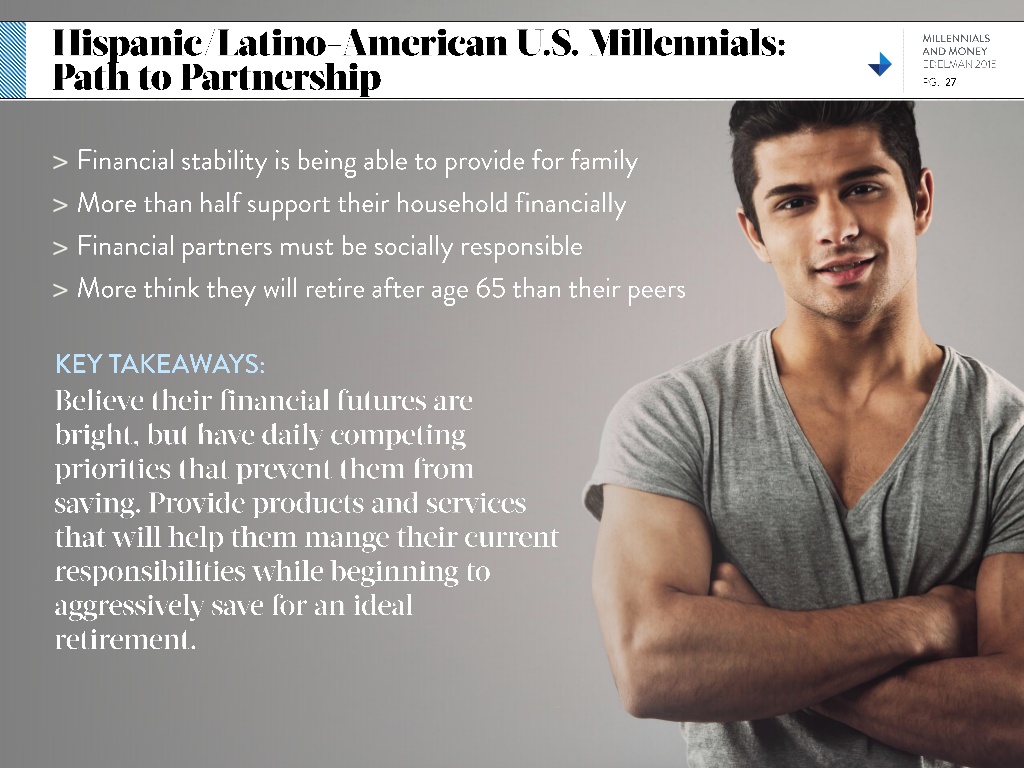 Hispanic/Latino-American U.S. Millennials:
Path to Partnership
MILLENNIALS
AND MONEY
EDELMAN 2015
PG. 27
> Financial stability is being able to provide for family
> More than half support their household financially
> Financial partners must be socially responsible
> More think they will retire after age 65 than their peers
KEY TAKEAWAYS:
Believe their financial futures are
bright, but have daily competing
priorities that prevent them from
saving. Provide products and services
that will help them mange their current
responsibilities while beginning to
aggressively save for an ideal
retirement.